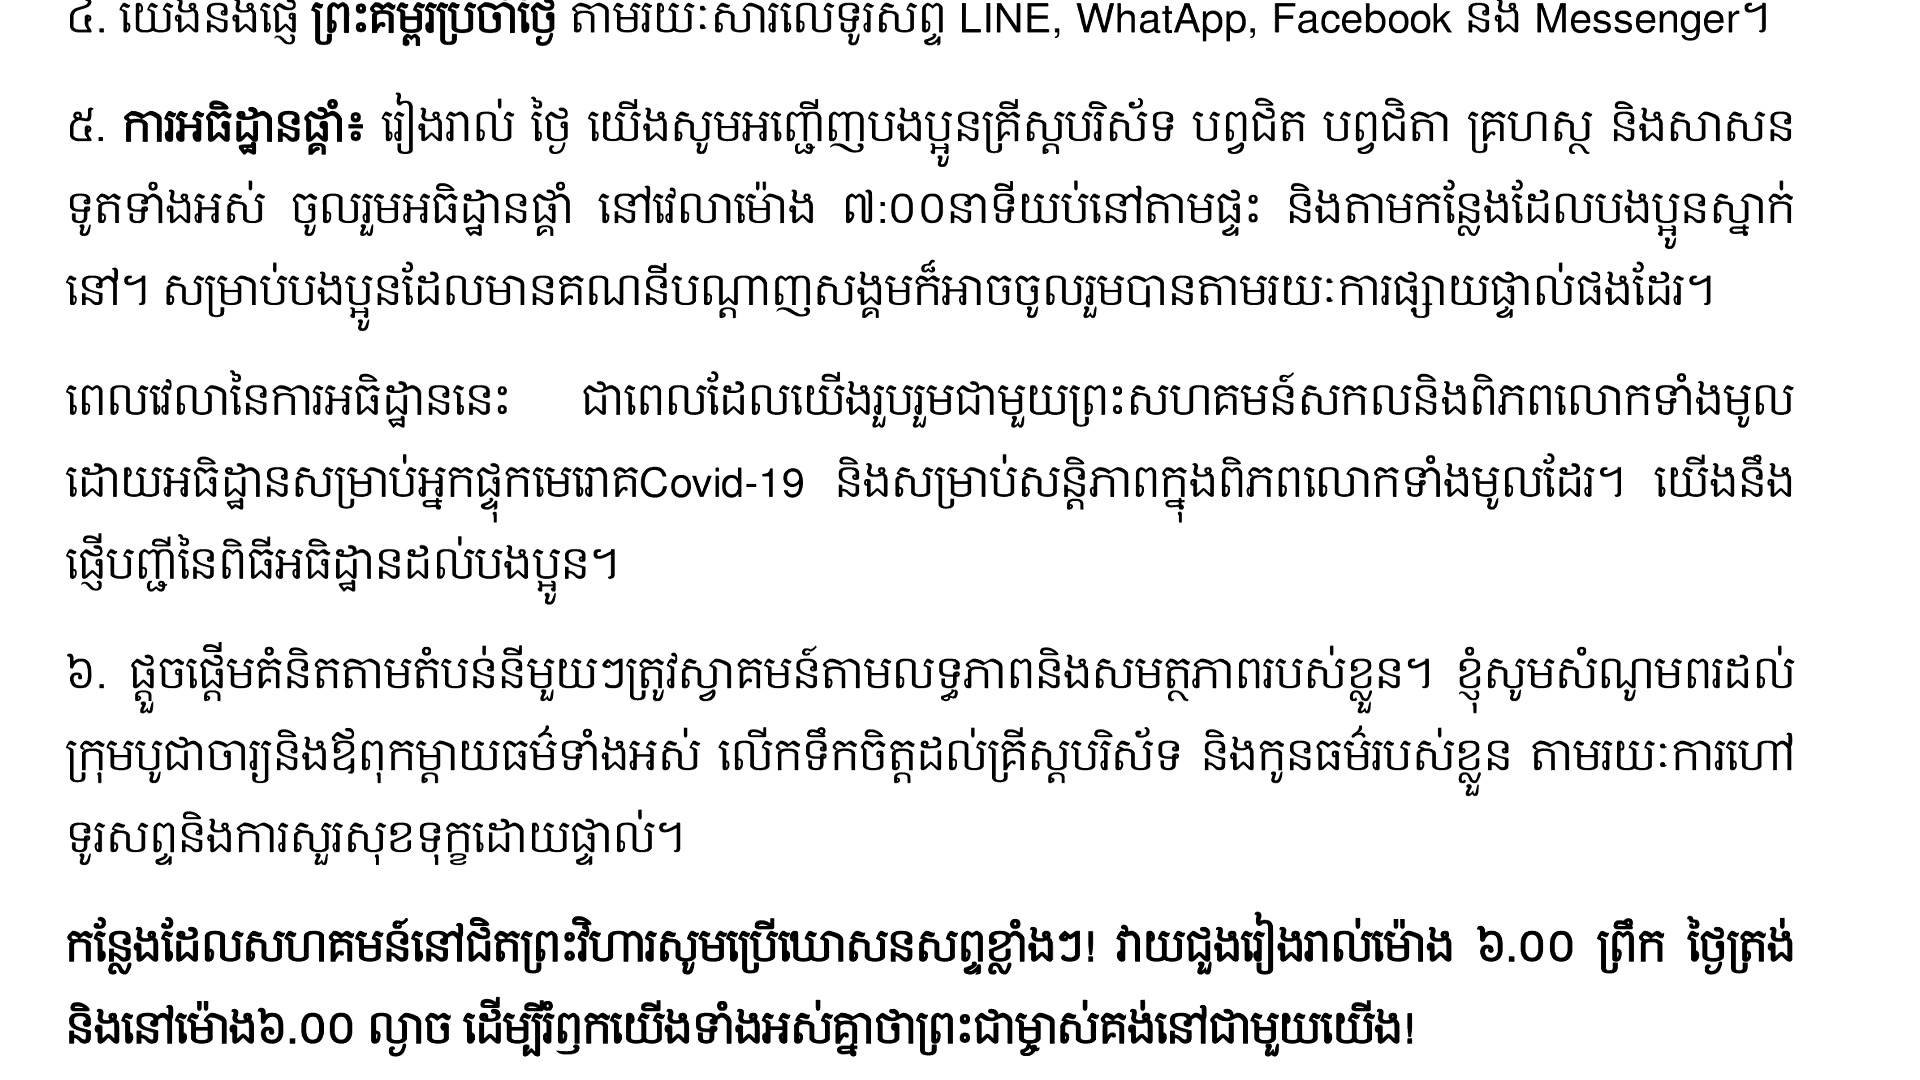 ៤. យើងនឹងផ្ញើ ព្រះគម្ពីរប្រចាំថ្ងៃ តាមរយៈសារលើទូរសព្ទ LINE, WhatApp, Facebook និង Messenger។
៥. ការអធិដ្ឋានផ្គាំ៖ រៀងរាល់ ថ្ងៃ យើងសូមអញ្ជើញបងប្អូនគ្រីស្តបរិស័ទ បព្វជិត បព្វជិតា គ្រហស្ថ និងសាសន
ទូតទាំងអស់ ចូលរួមអធិដ្ឋានផ្គាំ នៅវេលាម៉ោង ៧:០០នាទីយប់នៅតាមផ្ទះ និងតាមកន្លែងដែលបងប្អូនស្នាក់
នៅ។ សម្រាប់បងប្អូនដែលមានគណនីបណ្តាញសង្គមក៏អាចចូលរួមបានតាមរយៈការផ្សាយផ្ទាល់ផងដែរ។
ពេលវេលានៃការអធិដ្ឋាននេះ ជាពេលដែលយើងរួបរួមជាមួយព្រះសហគមន៍សកលនិងពិភពលោកទាំងមូល
ដោយអធិដ្ឋានសម្រាប់អ្នកផ្ទុកមេរោគCovid-19 និងសម្រាប់សន្តិភាពក្នុងពិភពលោកទាំងមូលដែរ។ យើងនឹង
ផ្ញើបញ្ជីនៃពិធីអធិដ្ឋានដល់បងប្អូន។
៦. ផ្តួចផ្តើមគំនិតតាមតំបន់នីមួយៗត្រូវស្វាគមន៍តាមលទ្ធភាពនិងសមត្ថភាពរបស់ខ្លួន។ ខ្ញុំសូមសំណូមពរដល់
ក្រុមបូជាចារ្យនិងឪពុកម្តាយធម៌ទាំងអស់ លើកទឹកចិត្តដល់គ្រីស្តបរិស័ទ និងកូនធម៌របស់ខ្លួន តាមរយៈការហៅ
ទូរសព្ទនិងការសួរសុខទុក្ខដោយផ្ទាល់។
កន្លែងដែលសហគមន៍នៅជិតព្រះវិហារសូមប្រើឃោសនសព្ទខ្លាំងៗ! វាយជួងរៀងរាល់ម៉ោង ៦.០០ ព្រឹក ថ្ងៃត្រង់
និងនៅម៉ោង៦.០០ ល្ងាច ដើម្បីរំឭកយើងទាំងអស់គ្នាថាព្រះជាម្ចាស់គង់នៅជាមួយយើង!